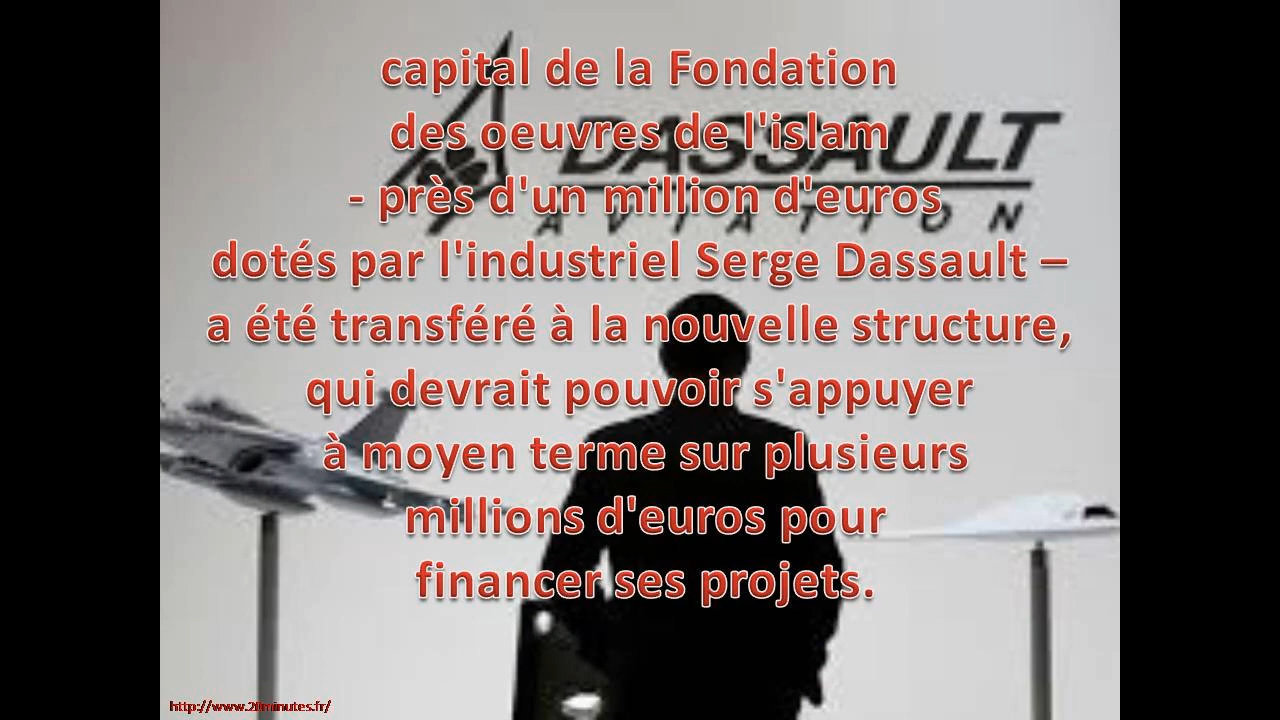 capital de la Fondation
des oeuvres de l'islam
- près d'un million d'euros
dotés par l'industriel Serge Dassault –
a été transféré à la nouvelle structure,
qui devrait pouvoir s'appuyer
à moyen terme sur plusieurs
millions d'euros pour
financer ses projets.
DASSAULT
AVIATION
http://www.20minutes.fr/